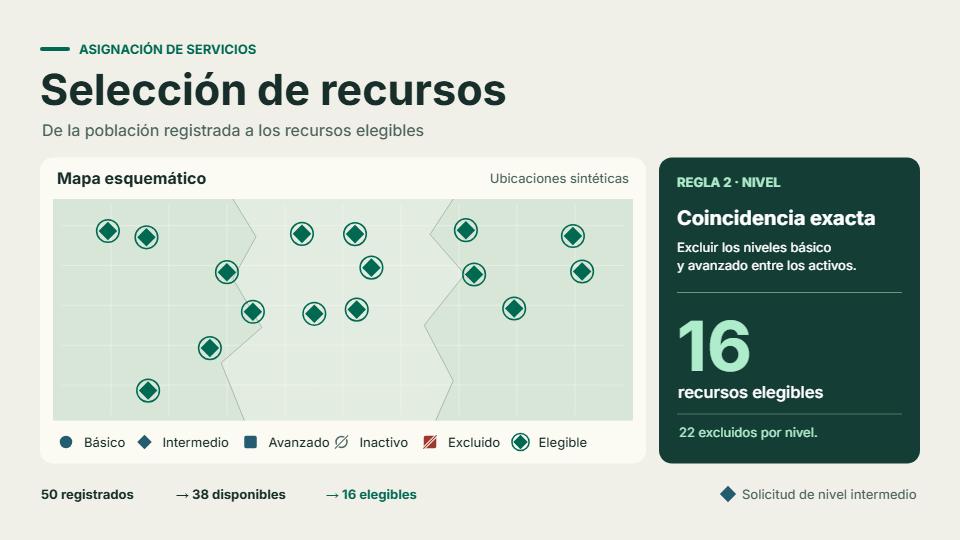 ASIGNACIÓN DE SERVICIOS
Selección de recursos
De la población registrada a los recursos elegibles
Mapa esquemático
Ubicaciones sintéticas
Básico
Intermedio
Avanzado
Inactivo
Excluido
Elegible
REGLA 2 · NIVEL
Coincidencia exacta
Excluir los niveles básico
y avanzado entre los activos.
16
recursos elegibles
22 excluidos por nivel.
50 registrados
→ 38 disponibles
→ 16 elegibles
Solicitud de nivel intermedio